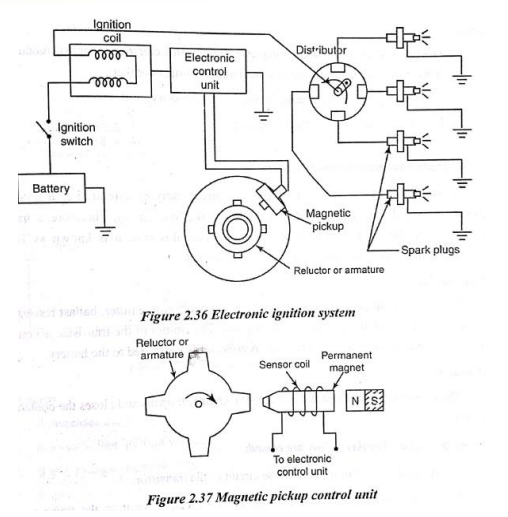 Ignition
coil
Distributor
Electronic
control
unit
Ignition
switch
Battery
Magnetic
pickup
Spark plugs
Reluctor or armature
Figure 2.36 Electronic ignition system
Reluctor or
armature
Sensor coil
Permanent
magnet
N S
To electronic
control unit
Figure 2.37 Magnetic pickup control unit